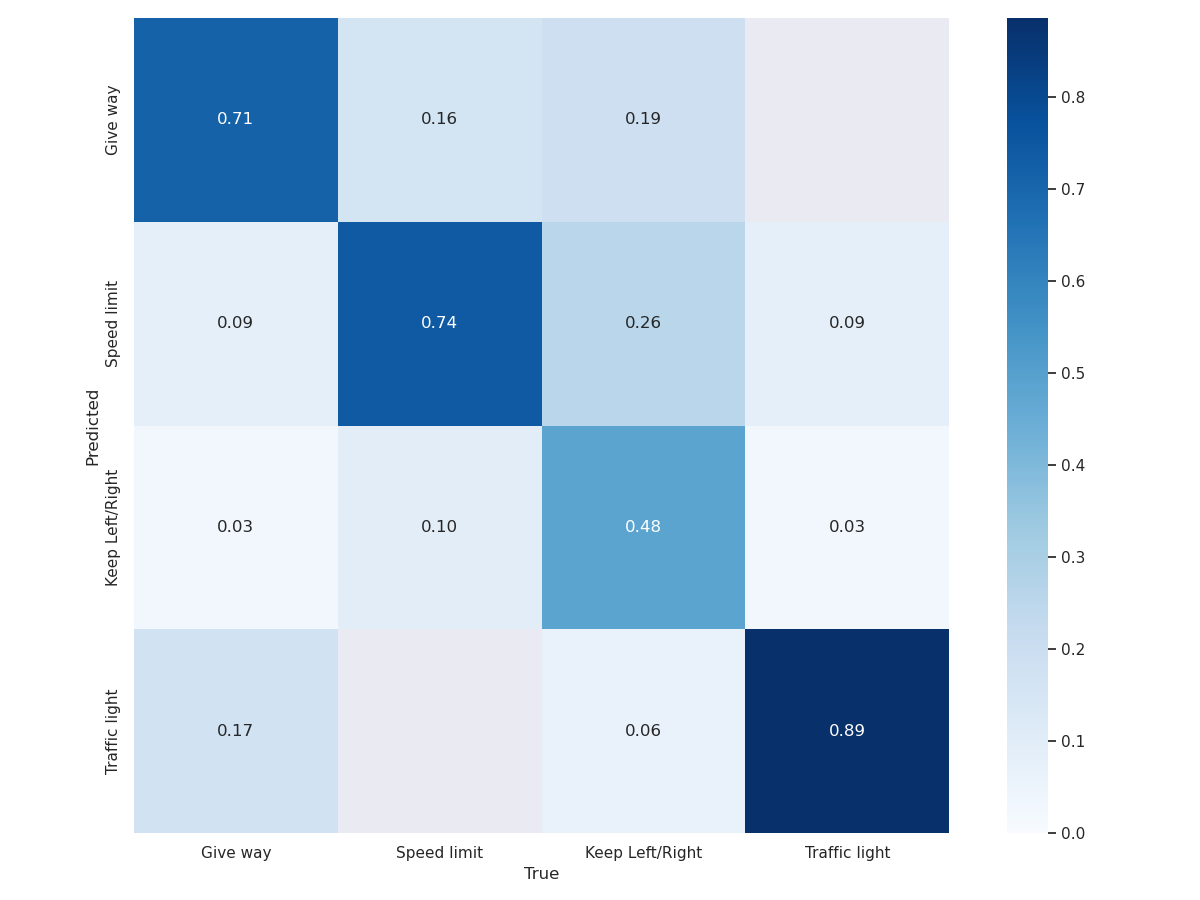 Predicted
Give way
0.71
0.16
0.19
Speed limit
0.09
0.74
0.26
0.09
Keep Left/Right
0.03
0.10
0.48
0.03
Traffic light
0.17
0.06
0.89
Give way
Speed limit
Keep Left/Right
Traffic light
True
0.8
0.7
0.6
0.5
0.4
0.3
0.2
0.1
0.0